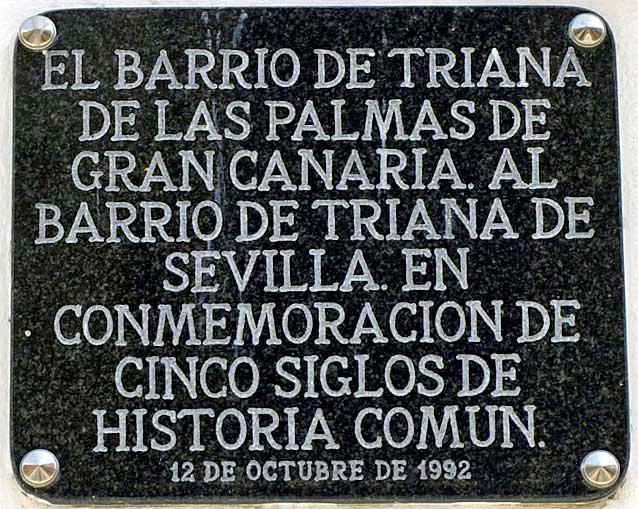 EL BARRIO DE TRIANA
DE LAS PALMAS DE
GRAN CANARIA. AL
BARRIO DE TRIANA DE
SEVILLA. EN
CONMEMORACION DE
CINCO SIGLOS DE
HISTORIA COMUN.
12 DE OCTUBRE DE 1992